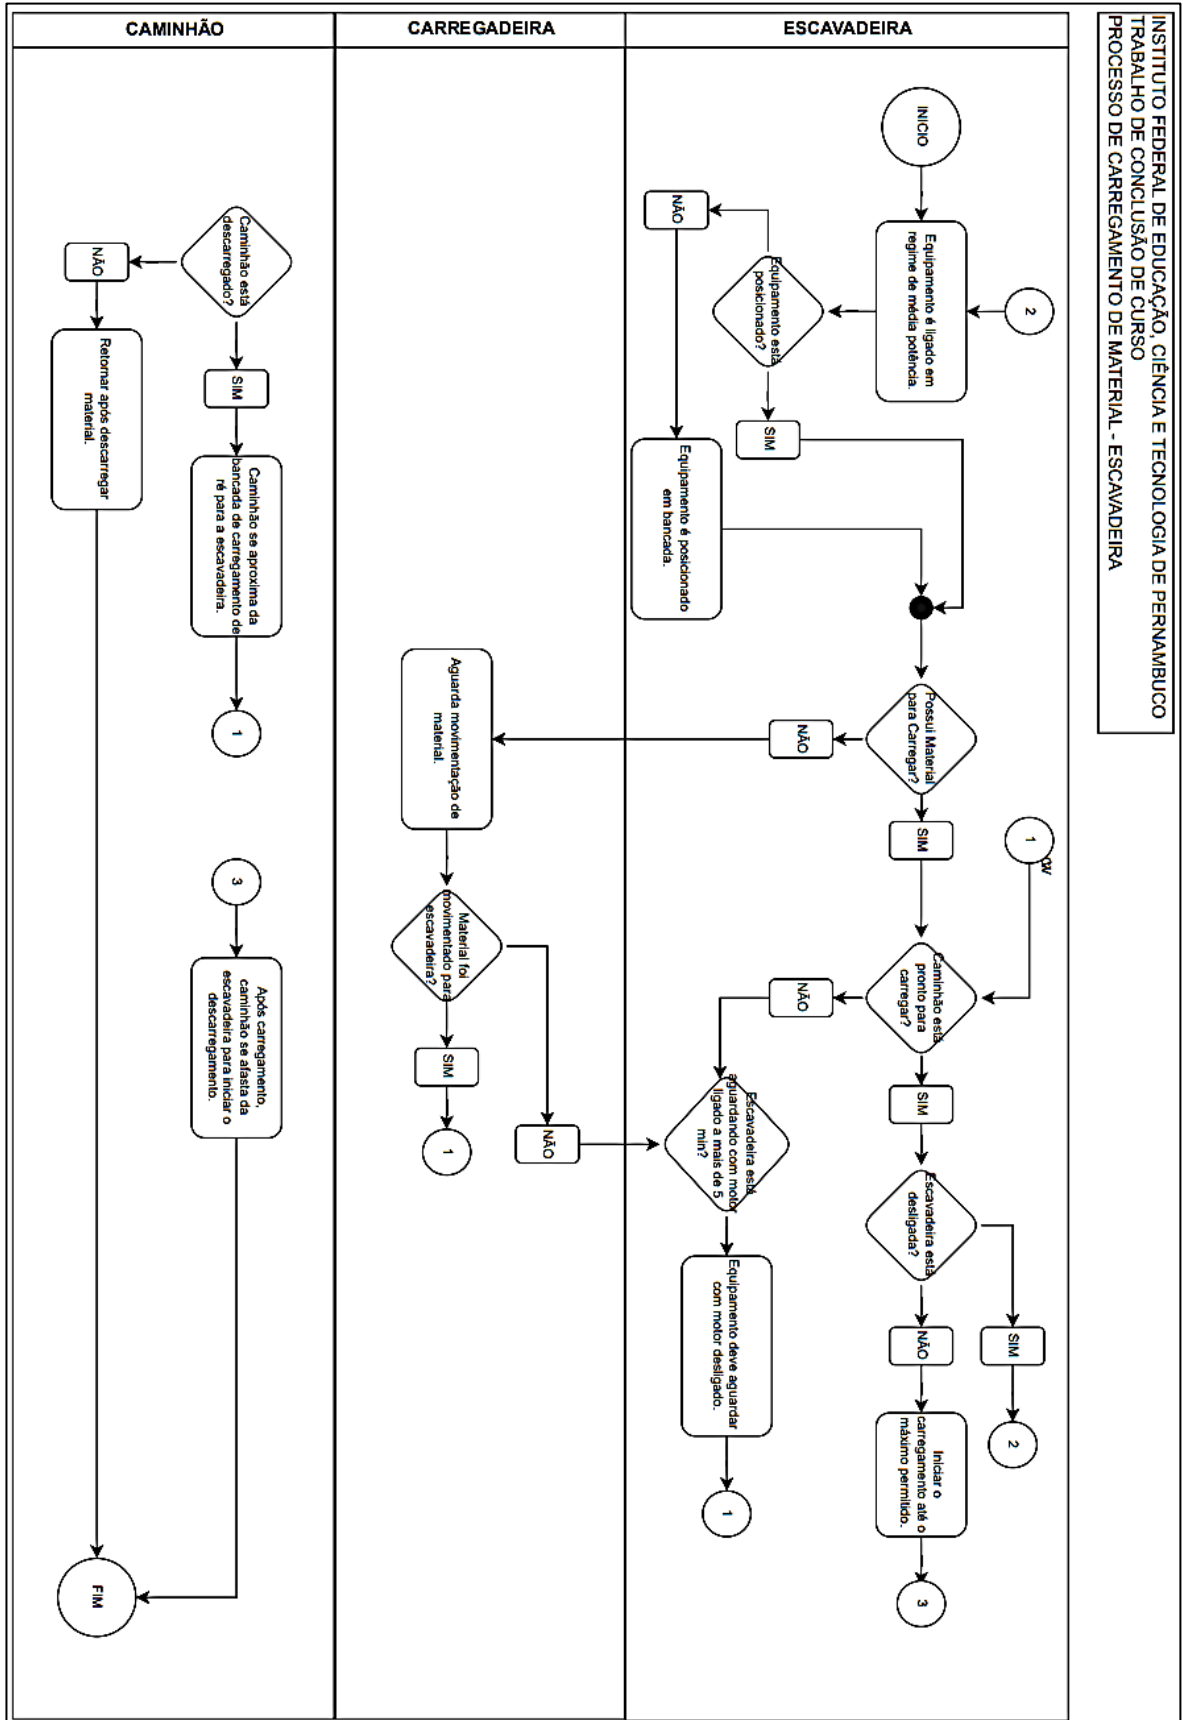 INSTITUTO FEDERAL DE EDUCAÇÃO, CIÊNCIA E TECNOLOGIA DE PERNAMBUCO
TRABALHO DE CONCLUSÃO DE CURSO
PROCESSO DE CARREGAMENTO DE MATERIAL - ESCAVADEIRA
ESCAVADEIRA
INICIO
2
Equipamento é ligado em
regime de média potência.
Equipamento está
posicionado?
NÃO
SIM
Equipamento é posicionado
em bancada.
Possui Material
para Carregar?
NÃO
SIM
1
Caminhão está
pronto para
carregar?
NÃO
SIM
Escavadeira está
aguardando com motor
ligado a mais de 5
min?
Equipamento deve aguardar
com motor desligado.
1
Escavadeira está
desligada?
SIM
2
NÃO
Iniciar o
carregamento até o
máximo permitido.
3
CARREGADEIRA
Aguarda movimentação de
material.
Material foi
movimentado para
escavadeira?
NÃO
SIM
1
CAMINHÃO
Caminhão está
descarregado?
NÃO
SIM
Retornar após descarregar
material.
Caminhão se aproxima da
bancada de carregamento de
ré para a escavadeira.
1
3
Após carregamento,
caminhão se afasta da
escavadeira para iniciar o
descarregamento.
FIM